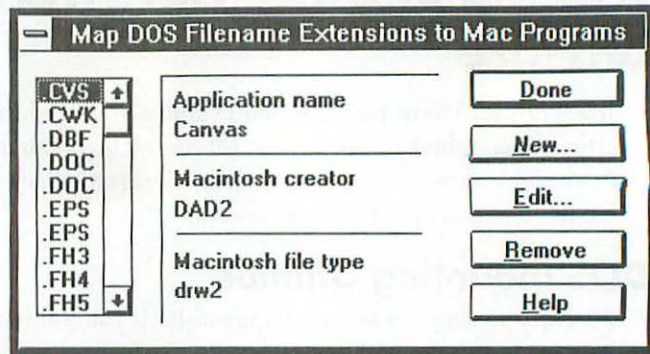 Map DOS Filename Extensions to Mac Programs
.CVS
.CWK
.DBF
.DOC
.DOC
.EPS
.EPS
.FH3
.FH4
.FH5
Application name
Canvas
Macintosh creator
DAD2
Macintosh file type
drw2
Done
New...
Edit...
Remove
Help